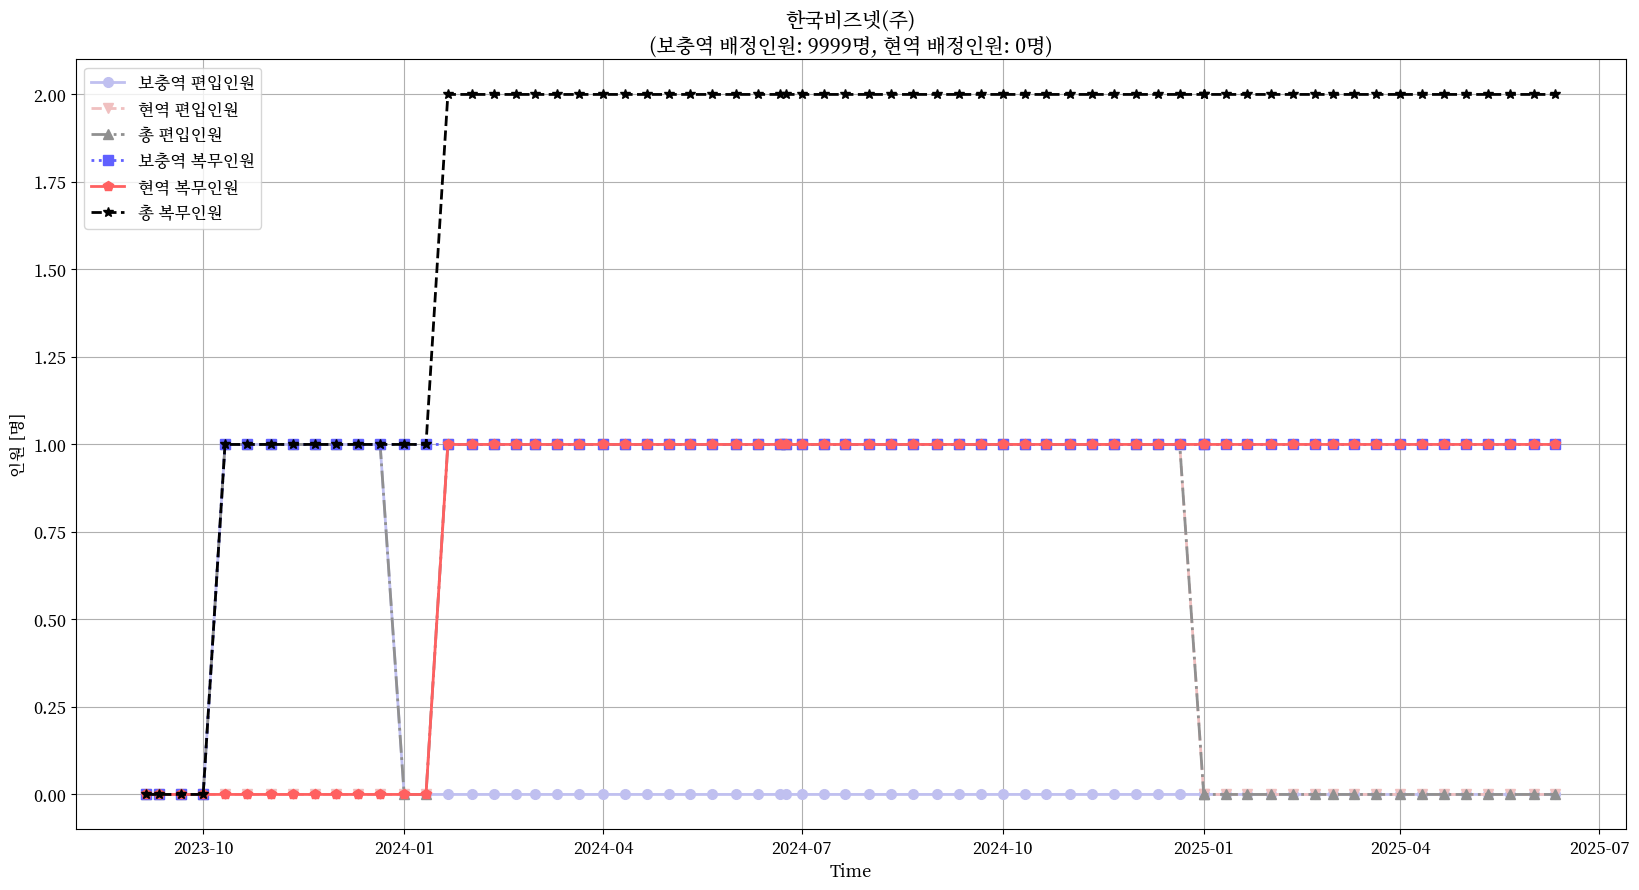 한국비즈넷(주)
(보충역 배정인원: 9999명, 현역 배정인원: 0명)
보충역 편입인원
현역 편입인원
총 편입인원
보충역 복무인원
현역 복무인원
총 복무인원
2.00
1.75
1.50
1.25
1.00
0.75
0.50
0.25
0.00
인원 [명]
2023-10
2024-01
2024-04
2024-07
2024-10
2025-01
2025-04
2025-07
Time